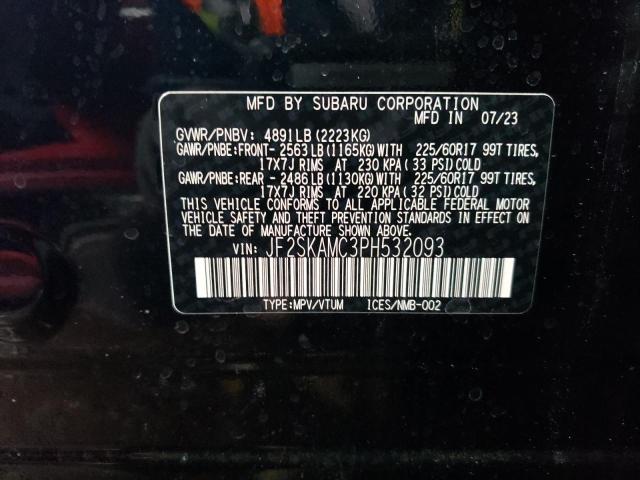 MFD BY SUBARU CORPORATION
MFD IN 07/23
GVWR/PNBV: 4891LB (2223KG)
GAWR/PNBE:FRONT- 2563LB (1165KG) WITH 225/60R17 99T TIRES,
17X7J RIMS AT 230 KPA (33 PSI) COLD
GAWR/PNBE:REAR - 2486LB (1130KG) WITH 225/60R17 99T TIRES,
17X7J RIMS AT 220 KPA (32 PSI) COLD
THIS VEHICLE CONFORMS TO ALL APPLICABLE FEDERAL MOTOR
VEHICLE SAFETY AND THEFT PREVENTION STANDARDS IN EFFECT ON
THE DATE OF MANUFACTURE SHOWN ABOVE.
VIN: JF2SKAMC3PH532093
TYPE:MPV/VTUM ICES/NMB-002